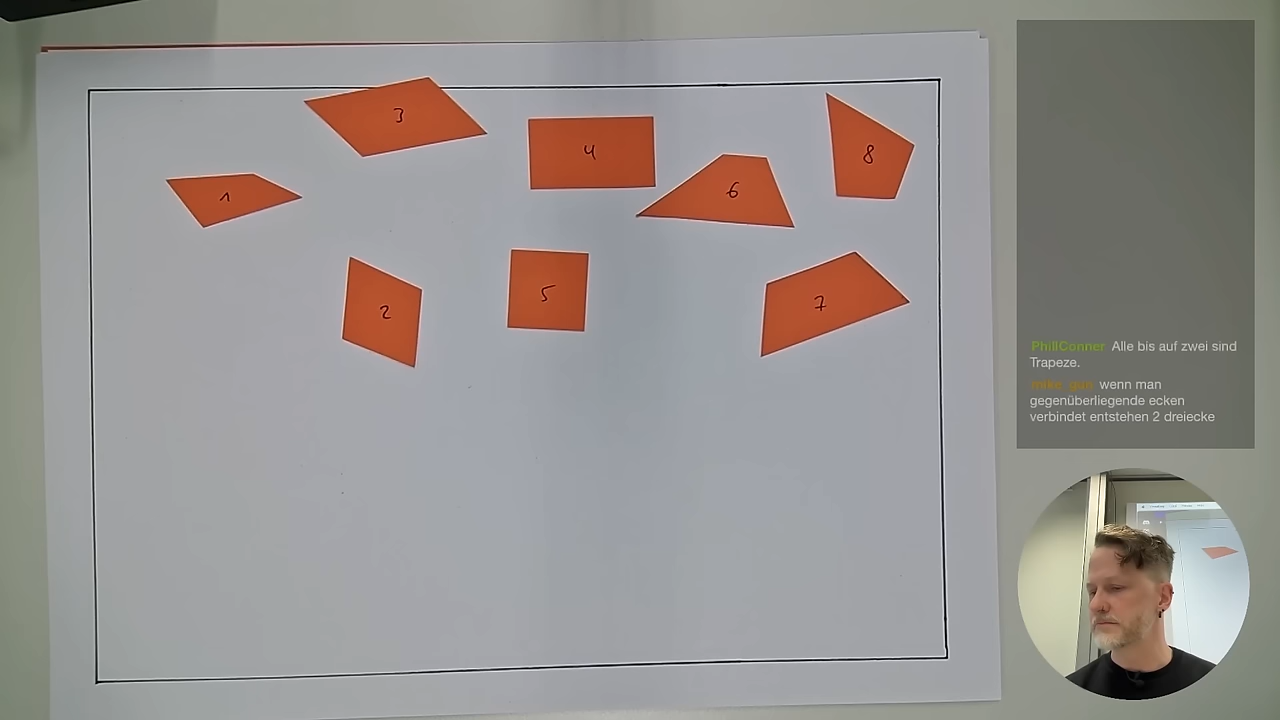 3
4
8
6
1
5
2
7
PhillConner Alle bis auf zwei sind
Trapeze.
wenn man
gegenüberliegende ecken
verbindet entstehen 2 dreiecke